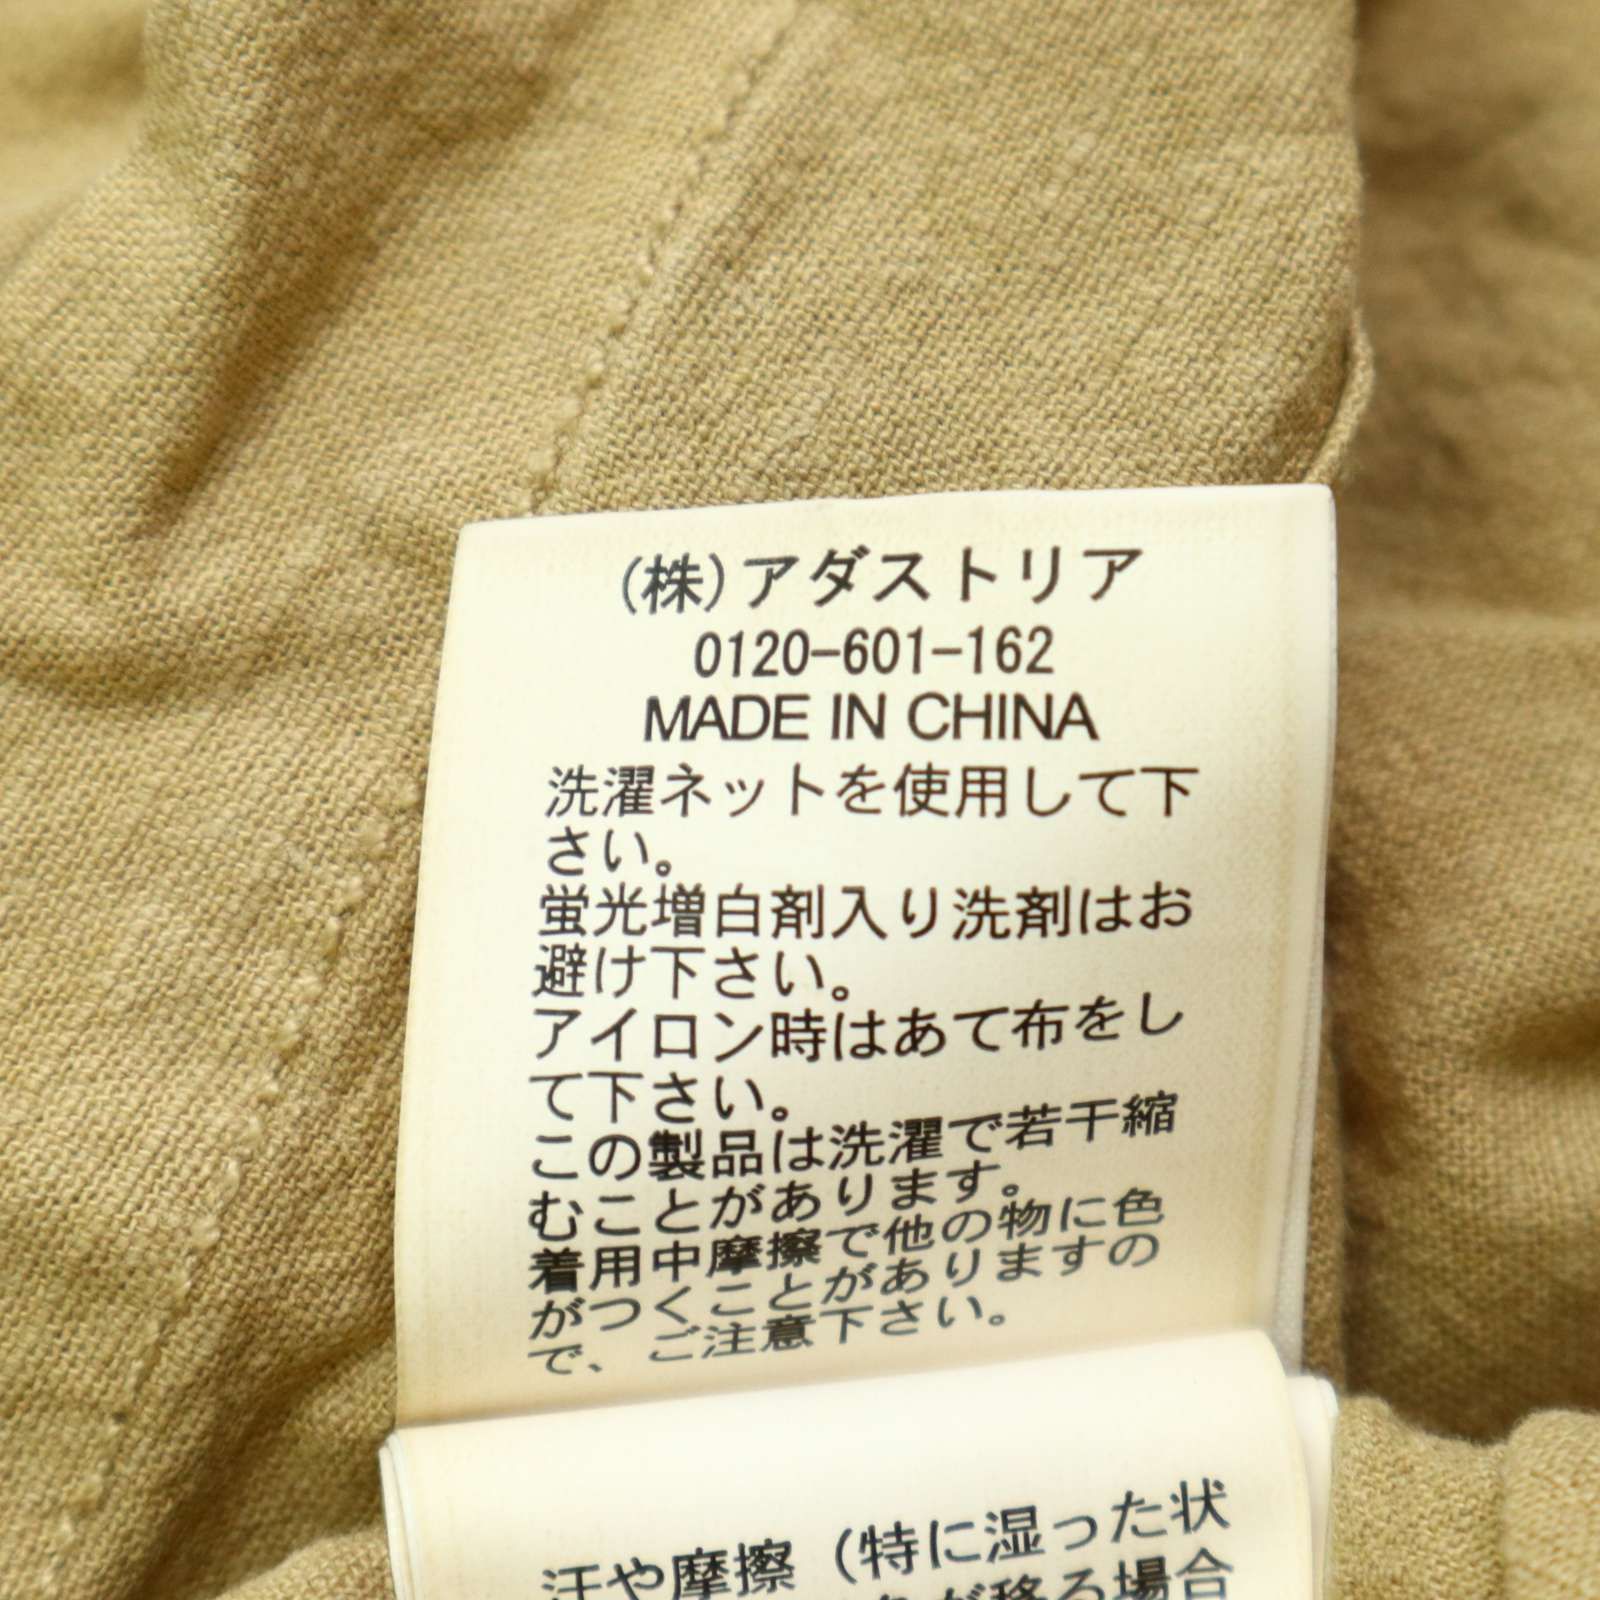 (株)アダストリア
0120-601-162
MADE IN CHINA
洗濯ネットを使用して下
さい。
蛍光増白剤入り洗剤はお
避け下さい。
アイロン時はあて布をし
て下さい。
この製品は洗濯で若干縮
むことがあります。
着用中摩擦で他の物に色
がつくことがありますの
で、ご注意下さい。
汗や摩擦(特に湿った状
が移る場合